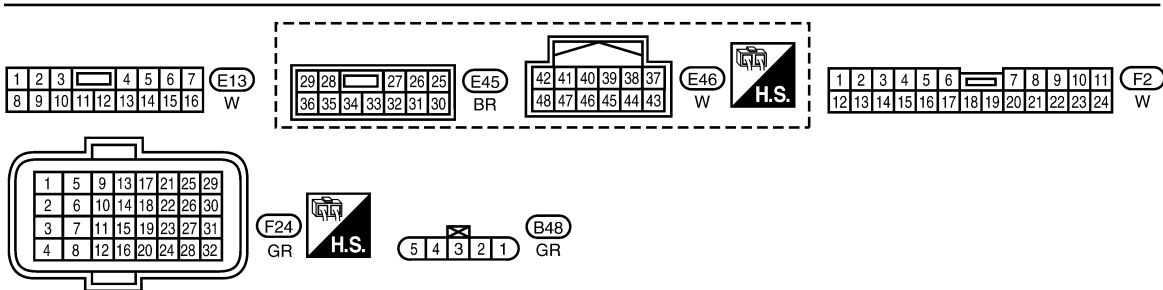 1 2 3 4 5 6 7
8 9 10 11 12 13 14 15 16
E13
W
29 28 27 26 25
36 35 34 33 32 31 30
E45
BR
42 41 40 39 38 37
48 47 46 45 44 43
E46
W
H.S.
1 2 3 4 5 6 7 8 9 10 11
12 13 14 15 16 17 18 19 20 21 22 23 24
F2
W
1 5 9 13 17 21 25 29
2 6 10 14 18 22 26 30
3 7 11 15 19 23 27 31
4 8 12 16 20 24 28 32
F24
GR
H.S.
5 4 3 2 1
B48
GR